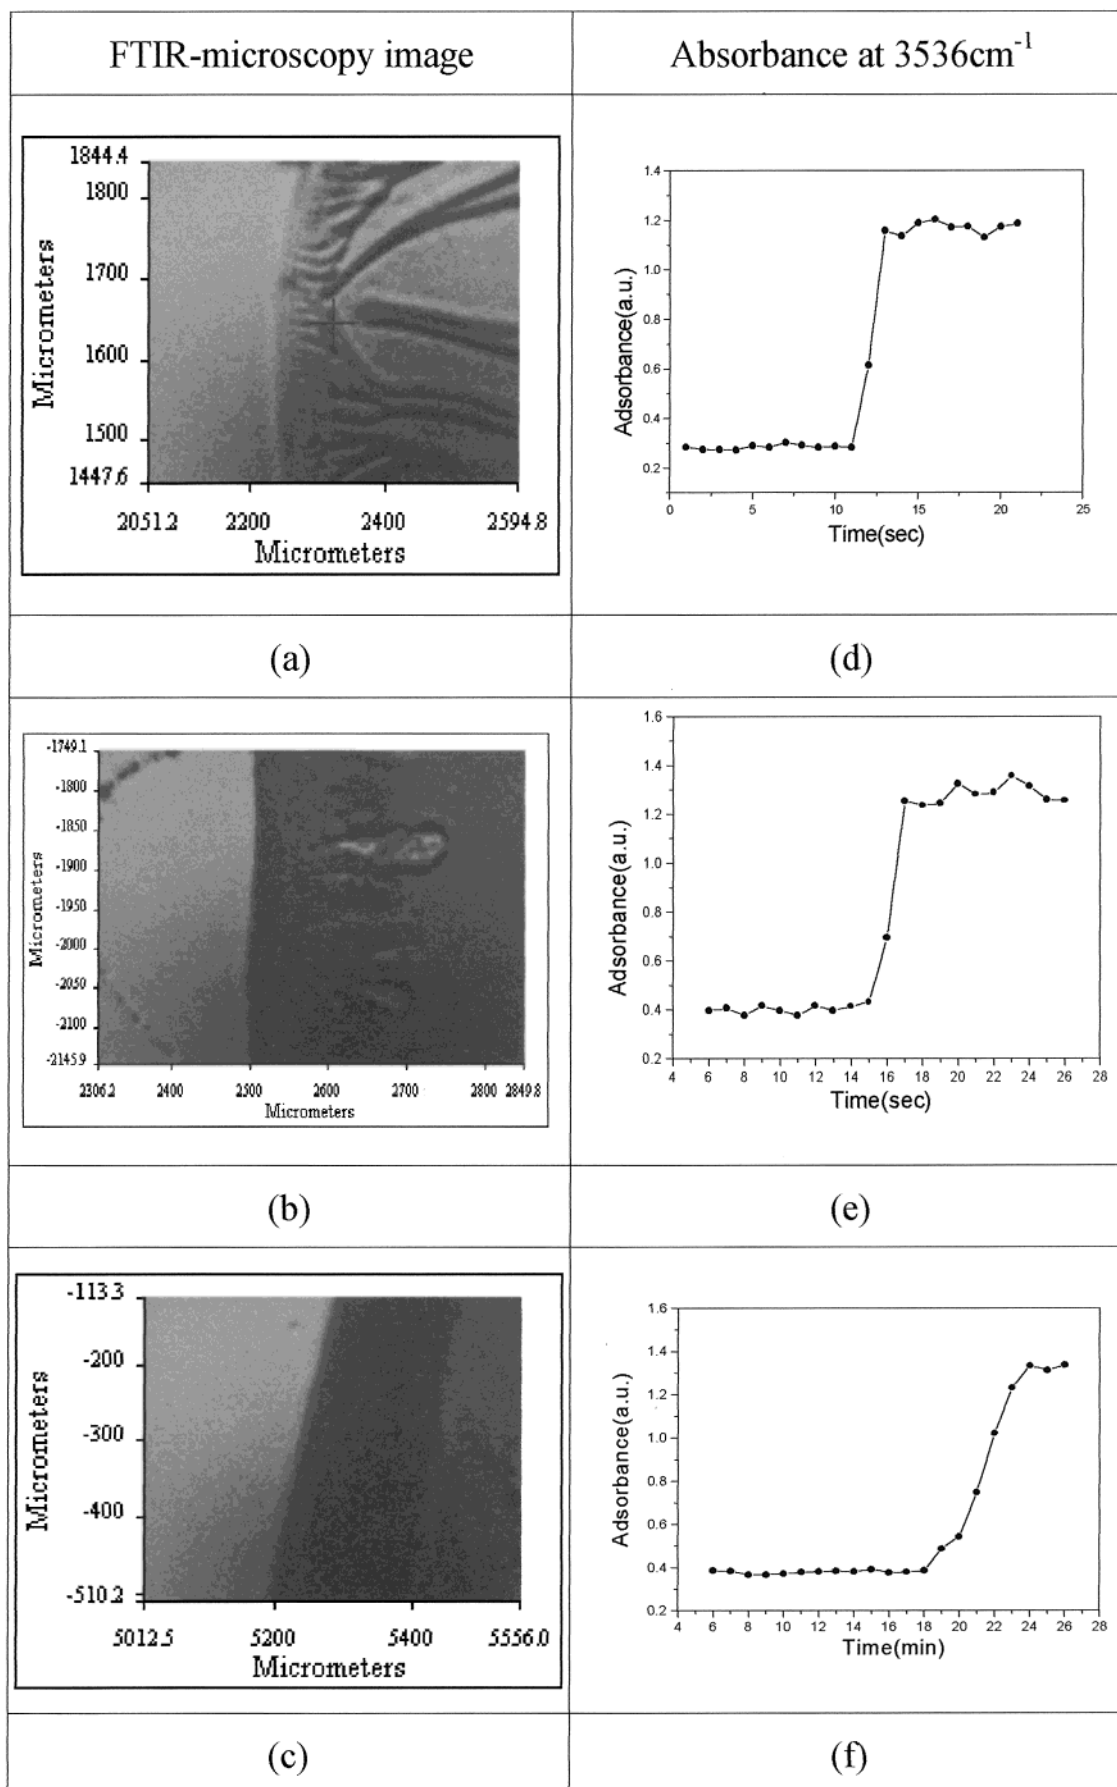 FTIR-microscopy image
Absorbance at 3536cm⁻¹
1844.4
1800
1700
1600
1500
1447.6
Micrometers
2051.2 2200 2400 2594.8
Micrometers
1.4
1.2
1.0
0.8
0.6
0.4
0.2
Adsorbance(a.u.)
0 5 10 15 20 25
Time(sec)
(a)
(d)
-1749.1
-1800
-1850
-1900
-1950
-2000
-2050
-2100
-2145.9
Micrometers
2306.2 2400 2500 2600 2700 2800 2849.8
Micrometers
1.6
1.4
1.2
1.0
0.8
0.6
0.4
0.2
Adsorbance(a.u.)
4 6 8 10 12 14 16 18 20 22 24 26 28
Time(sec)
(b)
(e)
-113.3
-200
-300
-400
-510.2
Micrometers
5012.5 5200 5400 5556.0
Micrometers
1.6
1.4
1.2
1.0
0.8
0.6
0.4
0.2
Adsorbance(a.u.)
4 6 8 10 12 14 16 18 20 22 24 26 28
Time(min)
(c)
(f)